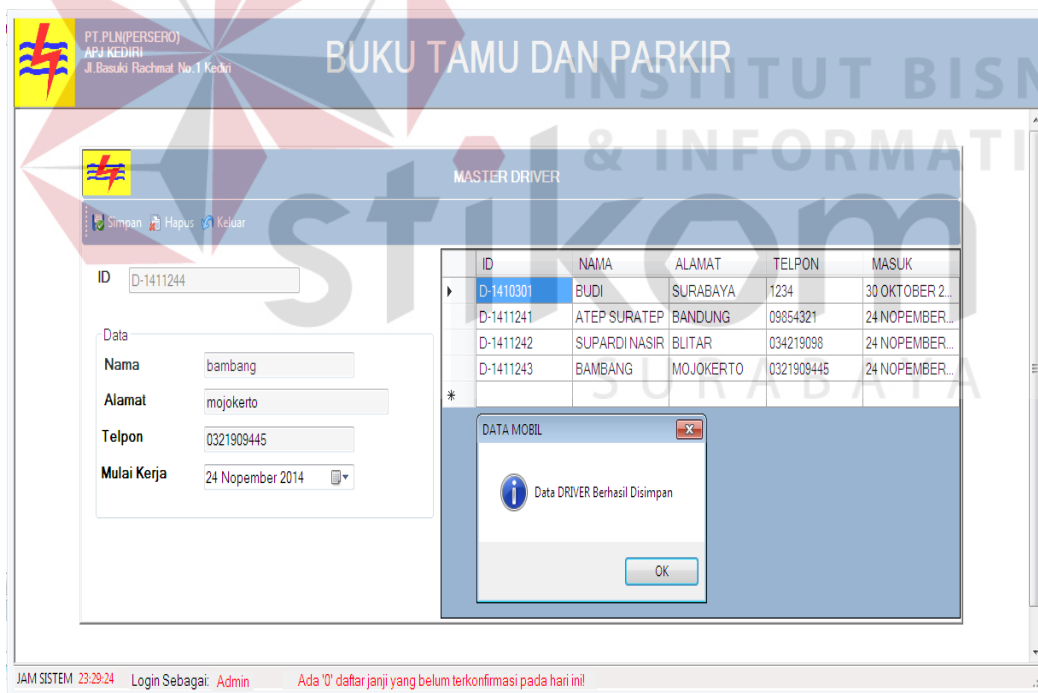 PT.PLN(PERSERO)
APJ KEDIRI
Jl.Basuki Rachmat No.1 Kediri
BUKU TAMU DAN PARKIR
INSTITUT BISN
& INFORMATI
stikom
SURABAYA
MASTER DRIVER
Simpan Hapus Keluar
ID D-1411244
Data
Nama bambang
Alamat mojokerto
Telpon 0321909445
Mulai Kerja 24 Nopember 2014
ID NAMA ALAMAT TELPON MASUK
D-1410301 BUDI SURABAYA 1234 30 OKTOBER 2...
D-1411241 ATEP SURATEP BANDUNG 09854321 24 NOPEMBER...
D-1411242 SUPARDI NASIR BLITAR 034219098 24 NOPEMBER...
D-1411243 BAMBANG MOJOKERTO 0321909445 24 NOPEMBER...
DATA MOBIL
Data DRIVER Berhasil Disimpan
OK
JAM SISTEM 23:29:24 Login Sebagai: Admin Ada '0' daftar janji yang belum terkonfirmasi pada hari ini!